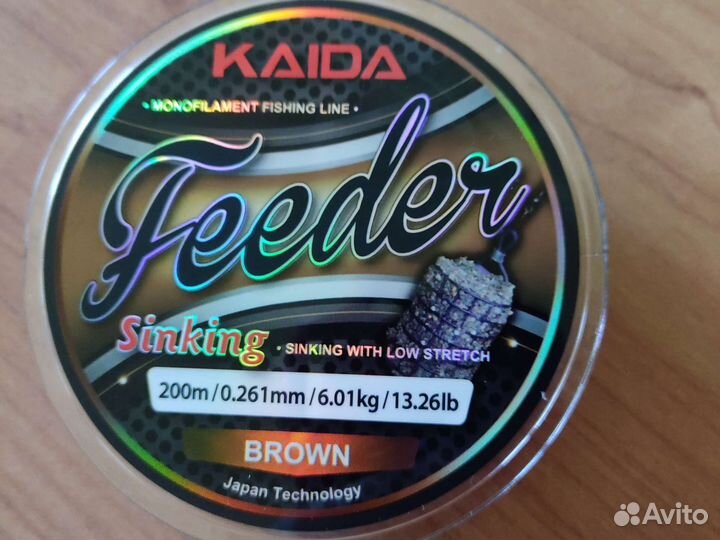 KAIDA
• MONOFILAMENT FISHING LINE •
Feeder
Sinking
• SINKING WITH LOW STRETCH
200m/0.261mm/6.01kg/13.26lb
BROWN
Japan Technology
Avito